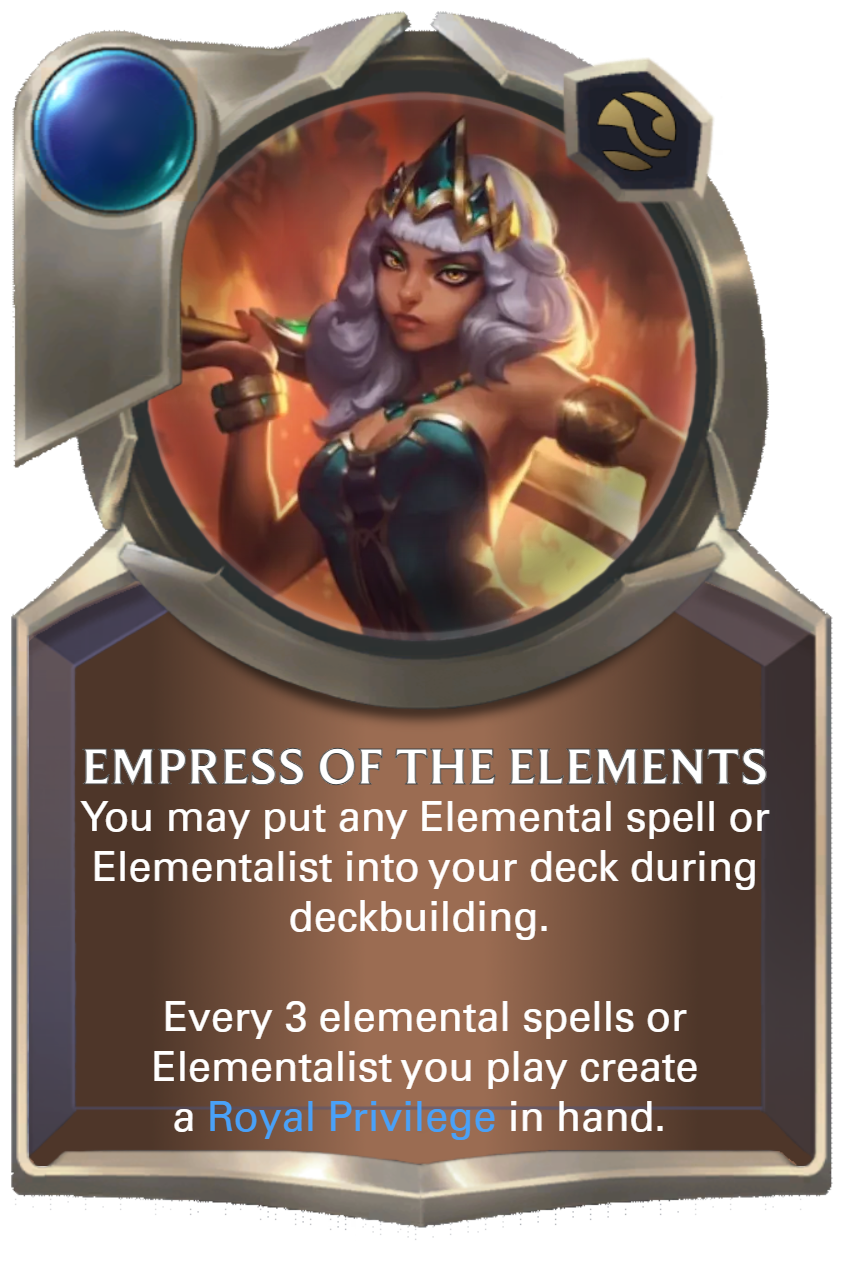 EMPRESS OF THE ELEMENTS
You may put any Elemental spell or
Elementalist into your deck during
deckbuilding.
Every 3 elemental spells or
Elementalist you play create
a Royal Privilege in hand.